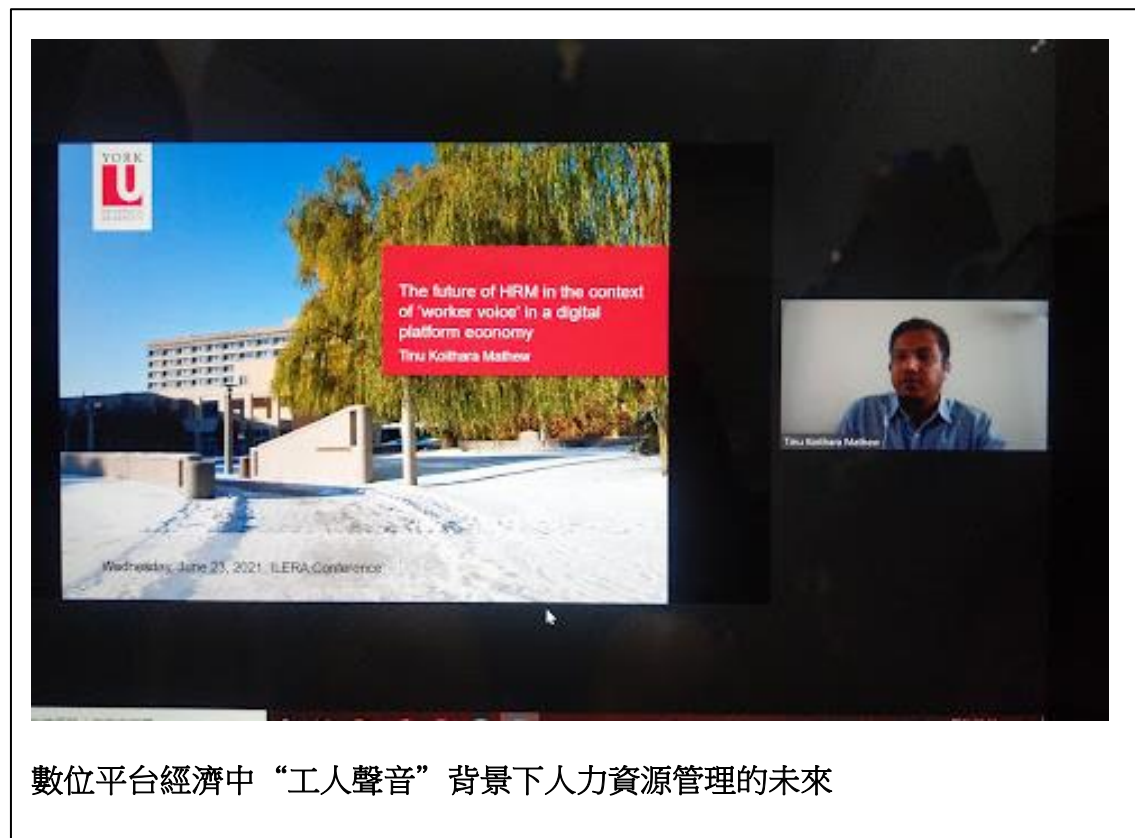 YORK
U
The future of HRM in the context
of 'worker voice' in a digital
platform economy
Tinu Koithara Mathew
Tinu Koithara Mathew
Wednesday, June 23, 2021, ILERA Conference
數位平台經濟中“工人聲音”背景下人力資源管理的未來